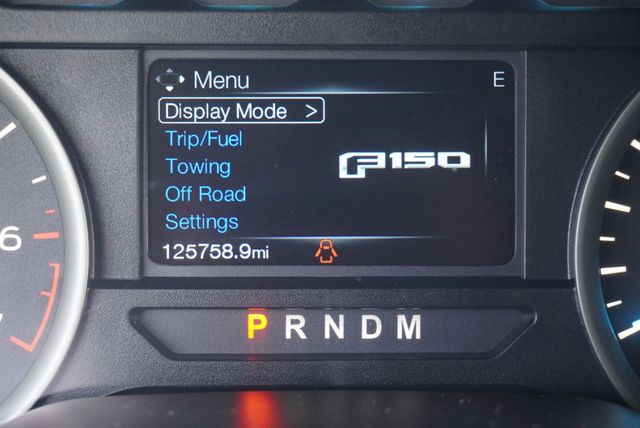 Menu E
Display Mode >
Trip/Fuel
Towing
F150
Off Road
Settings
125758.9mi
6
P R N D M